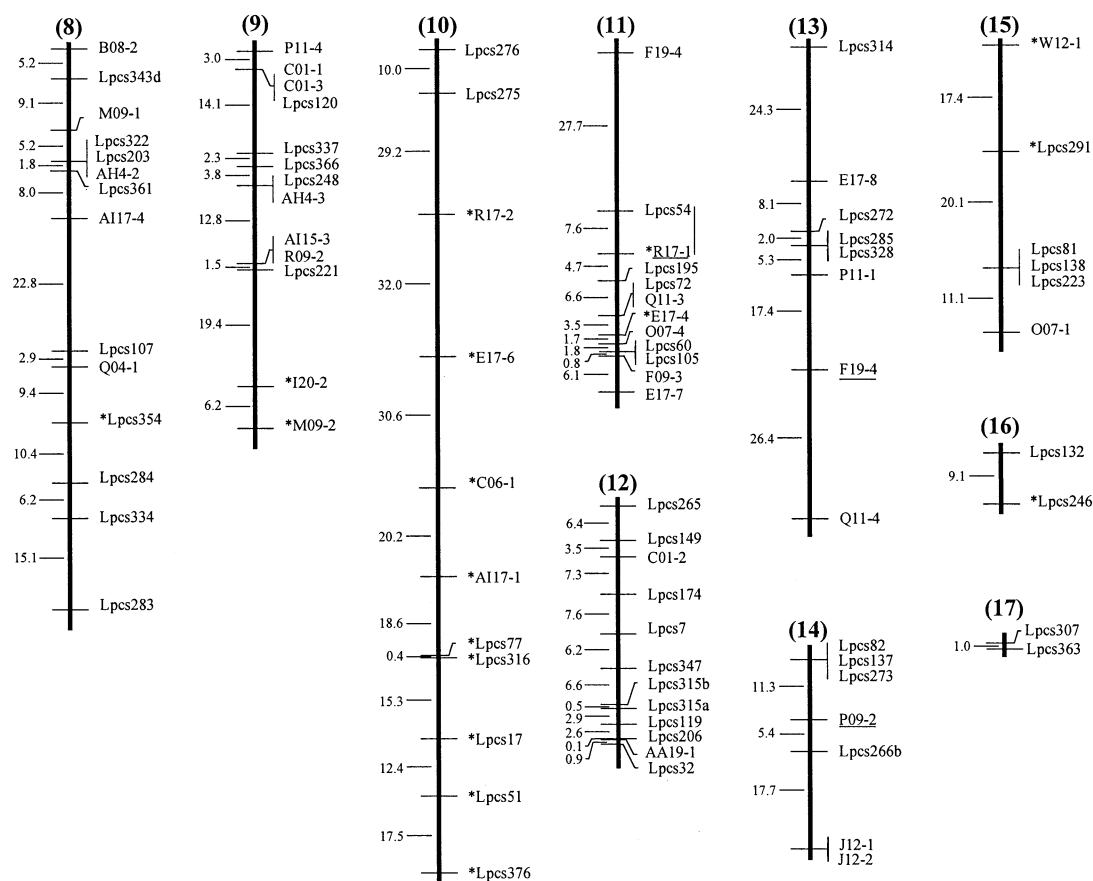 (8)
B08-2
5.2
Lpcs343d
9.1
M09-1
5.2
Lpcs322
Lpcs203
1.8
AH4-2
8.0
Lpcs361
AI17-4
22.8
Lpcs107
2.9
Q04-1
9.4
*Lpcs354
10.4
Lpcs284
6.2
Lpcs334
15.1
Lpcs283
(9)
P11-4
3.0
C01-1
C01-3
Lpcs120
14.1
Lpcs337
2.3
Lpcs366
3.8
Lpcs248
AH4-3
12.8
AI15-3
R09-2
1.5
Lpcs221
19.4
*I20-2
6.2
*M09-2
(10)
Lpcs276
10.0
Lpcs275
29.2
*R17-2
32.0
*E17-6
30.6
*C06-1
20.2
*AI17-1
18.6
*Lpcs77
0.4
*Lpcs316
15.3
*Lpcs17
12.4
*Lpcs51
17.5
*Lpcs376
(11)
F19-4
27.7
Lpcs54
7.6
*R17-1
4.7
Lpcs195
Lpcs72
6.6
Q11-3
*E17-4
3.5
O07-4
1.7
Lpcs60
1.8
Lpcs105
0.8
F09-3
6.1
E17-7
(12)
Lpcs265
6.4
Lpcs149
3.5
C01-2
7.3
Lpcs174
7.6
Lpcs7
6.2
Lpcs347
6.6
Lpcs315b
0.5
Lpcs315a
2.9
Lpcs119
2.6
Lpcs206
0.1
AA19-1
0.9
Lpcs32
(13)
Lpcs314
24.3
E17-8
8.1
Lpcs272
2.0
Lpcs285
Lpcs328
5.3
P11-1
17.4
F19-4
26.4
Q11-4
(14)
Lpcs82
Lpcs137
Lpcs273
11.3
P09-2
5.4
Lpcs266b
17.7
J12-1
J12-2
(15)
*W12-1
17.4
*Lpcs291
20.1
Lpcs81
Lpcs138
Lpcs223
11.1
O07-1
(16)
Lpcs132
9.1
*Lpcs246
(17)
Lpcs307
1.0
Lpcs363